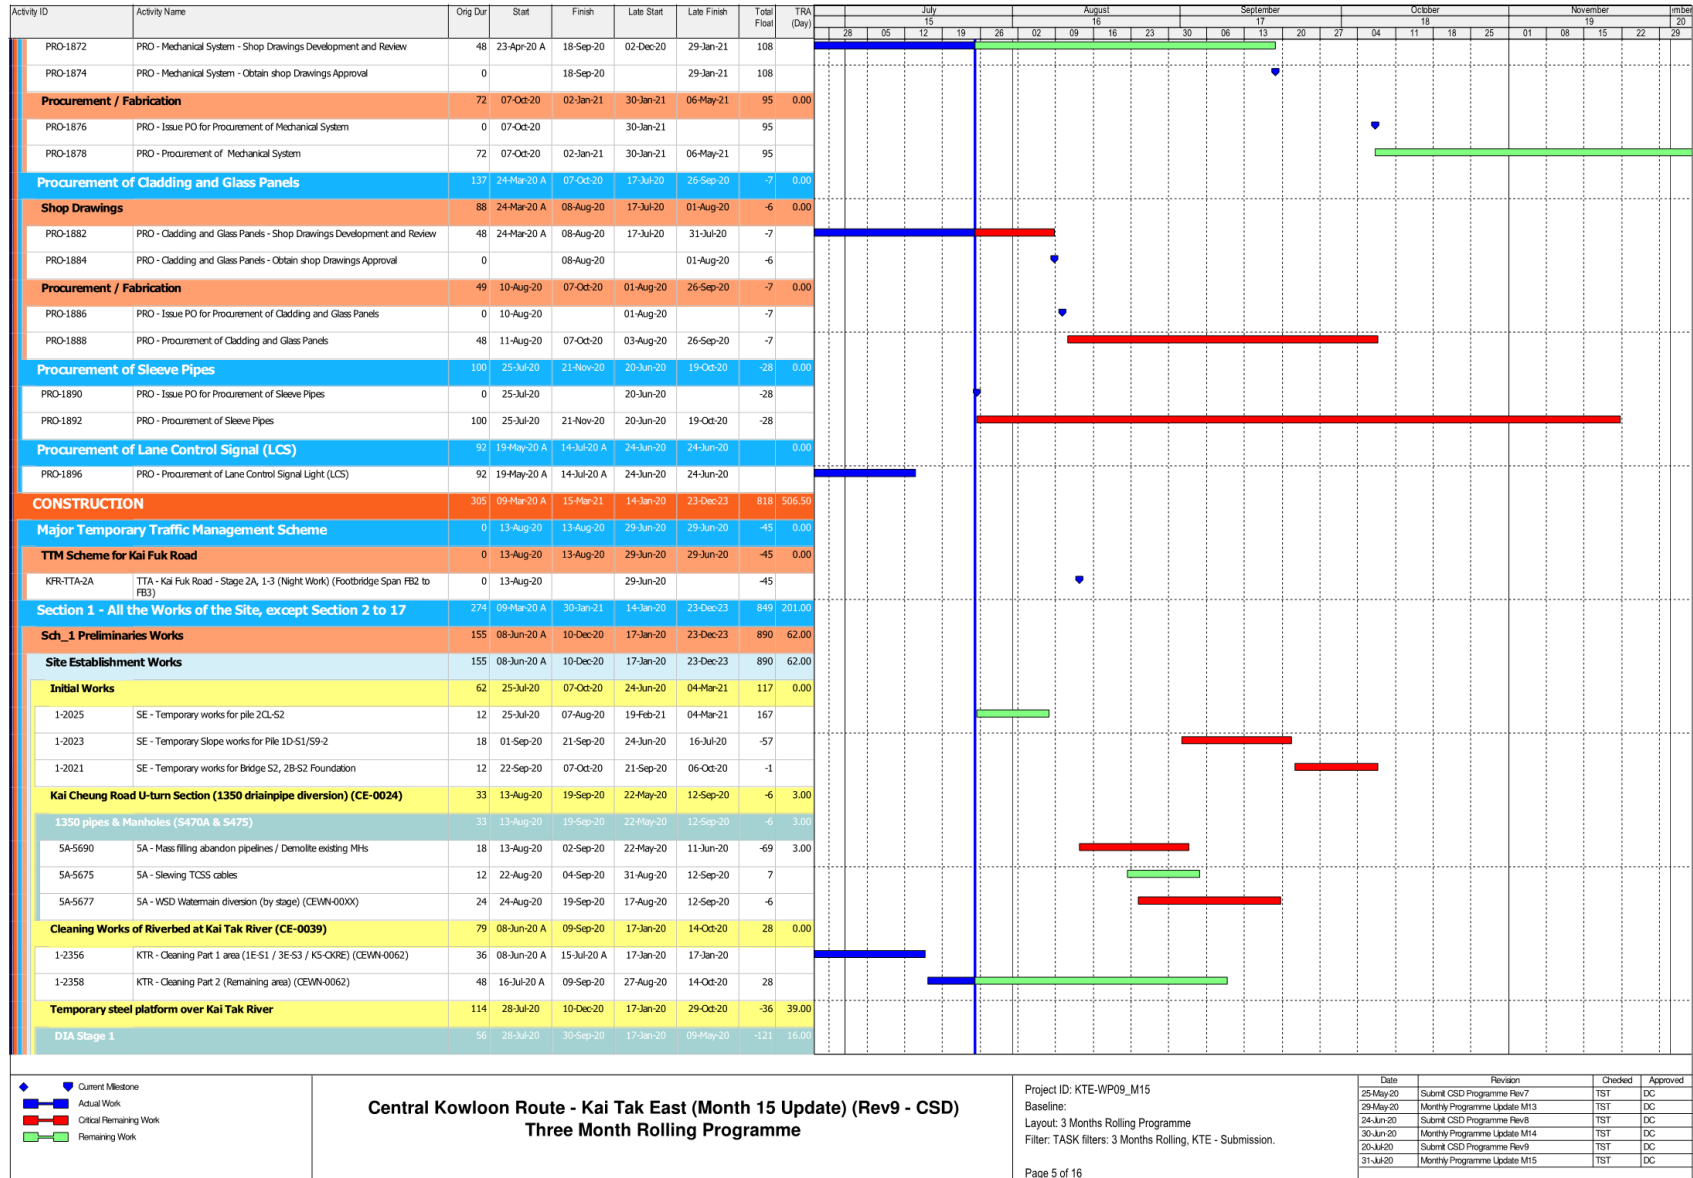 Activity ID Activity Name Orig Dur Start Finish Late Start Late Finish Total Float TRA (Day) July August September October November ember
15 16 17 18 19 20
28 05 12 19 26 02 09 16 23 30 06 13 20 27 04 11 18 25 01 08 15 22 29
PRO-1872 PRO - Mechanical System - Shop Drawings Development and Review 48 23-Apr-20 A 18-Sep-20 02-Dec-20 29-Jan-21 108
PRO-1874 PRO - Mechanical System - Obtain shop Drawings Approval 0 18-Sep-20 29-Jan-21 108
Procurement / Fabrication 72 07-Oct-20 02-Jan-21 30-Jan-21 06-May-21 95 0.00
PRO-1876 PRO - Issue PO for Procurement of Mechanical System 0 07-Oct-20 30-Jan-21 95
PRO-1878 PRO - Procurement of Mechanical System 72 07-Oct-20 02-Jan-21 30-Jan-21 06-May-21 95
Procurement of Cladding and Glass Panels 137 24-Mar-20 A 07-Oct-20 17-Jul-20 26-Sep-20 -7 0.00
Shop Drawings 88 24-Mar-20 A 08-Aug-20 17-Jul-20 01-Aug-20 -6 0.00
PRO-1882 PRO - Cladding and Glass Panels - Shop Drawings Development and Review 48 24-Mar-20 A 08-Aug-20 17-Jul-20 31-Jul-20 -7
PRO-1884 PRO - Cladding and Glass Panels - Obtain shop Drawings Approval 0 08-Aug-20 01-Aug-20 -6
Procurement / Fabrication 49 10-Aug-20 07-Oct-20 01-Aug-20 26-Sep-20 -7 0.00
PRO-1886 PRO - Issue PO for Procurement of Cladding and Glass Panels 0 10-Aug-20 01-Aug-20 -7
PRO-1888 PRO - Procurement of Cladding and Glass Panels 48 11-Aug-20 07-Oct-20 03-Aug-20 26-Sep-20 -7
Procurement of Sleeve Pipes 100 25-Jul-20 21-Nov-20 20-Jun-20 19-Oct-20 -28 0.00
PRO-1890 PRO - Issue PO for Procurement of Sleeve Pipes 0 25-Jul-20 20-Jun-20 -28
PRO-1892 PRO - Procurement of Sleeve Pipes 100 25-Jul-20 21-Nov-20 20-Jun-20 19-Oct-20 -28
Procurement of Lane Control Signal (LCS) 92 19-May-20 A 14-Jul-20 A 24-Jun-20 24-Jun-20 0.00
PRO-1896 PRO - Procurement of Lane Control Signal Light (LCS) 92 19-May-20 A 14-Jul-20 A 24-Jun-20 24-Jun-20
CONSTRUCTION 305 09-Mar-20 A 15-Mar-21 14-Jan-20 23-Dec-23 818 506.50
Major Temporary Traffic Management Scheme 0 13-Aug-20 13-Aug-20 29-Jun-20 29-Jun-20 -45 0.00
TTM Scheme for Kai Fuk Road 0 13-Aug-20 13-Aug-20 29-Jun-20 29-Jun-20 -45 0.00
KFR-TTA-2A TTA - Kai Fuk Road - Stage 2A, 1-3 (Night Work) (Footbridge Span FB2 to FB3) 0 13-Aug-20 29-Jun-20 -45
Section 1 - All the Works of the Site, except Section 2 to 17 274 09-Mar-20 A 30-Jan-21 14-Jan-20 23-Dec-23 849 201.00
Sch_1 Preliminaries Works 155 08-Jun-20 A 10-Dec-20 17-Jan-20 23-Dec-23 890 62.00
Site Establishment Works 155 08-Jun-20 A 10-Dec-20 17-Jan-20 23-Dec-23 890 62.00
Initial Works 62 25-Jul-20 07-Oct-20 24-Jun-20 04-Mar-21 117 0.00
1-2025 SE - Temporary works for pile 2CL-S2 12 25-Jul-20 07-Aug-20 19-Feb-21 04-Mar-21 167
1-2023 SE - Temporary Slope works for Pile 1D-S1/S9-2 18 01-Sep-20 21-Sep-20 24-Jun-20 16-Jul-20 -57
1-2021 SE - Temporary works for Bridge S2, 2B-S2 Foundation 12 22-Sep-20 07-Oct-20 21-Sep-20 06-Oct-20 -1
Kai Cheung Road U-turn Section (1350 driainpipe diversion) (CE-0024) 33 13-Aug-20 19-Sep-20 22-May-20 12-Sep-20 -6 3.00
1350 pipes & Manholes (S470A & S475) 33 13-Aug-20 19-Sep-20 22-May-20 12-Sep-20 -6 3.00
5A-5690 5A - Mass filling abandon pipelines / Demolite existing MHs 18 13-Aug-20 02-Sep-20 22-May-20 11-Jun-20 -69 3.00
5A-5675 5A - Slewing TCSS cables 12 22-Aug-20 04-Sep-20 31-Aug-20 12-Sep-20 7
5A-5677 5A - WSD Watermain diversion (by stage) (CEWN-00XX) 24 24-Aug-20 19-Sep-20 17-Aug-20 12-Sep-20 -6
Cleaning Works of Riverbed at Kai Tak River (CE-0039) 79 08-Jun-20 A 09-Sep-20 17-Jan-20 14-Oct-20 28 0.00
1-2356 KTR - Cleaning Part 1 area (1E-S1 / 3E-S3 / K5-CKRE) (CEWN-0062) 36 08-Jun-20 A 15-Jul-20 A 17-Jan-20 17-Jan-20
1-2358 KTR - Cleaning Part 2 (Remaining area) (CEWN-0062) 48 16-Jul-20 A 09-Sep-20 27-Aug-20 14-Oct-20 28
Temporary steel platform over Kai Tak River 114 28-Jul-20 10-Dec-20 17-Jan-20 29-Oct-20 -36 39.00
DIA Stage 1 56 28-Jul-20 30-Sep-20 17-Jan-20 09-May-20 -121 16.00
Current Milestone
Actual Work
Critical Remaining Work
Remaining Work
Central Kowloon Route - Kai Tak East (Month 15 Update) (Rev9 - CSD)
Three Month Rolling Programme
Project ID: KTE-WP09_M15
Baseline:
Layout: 3 Months Rolling Programme
Filter: TASK filters: 3 Months Rolling, KTE - Submission.
Page 5 of 16
Date Revision Checked Approved
25-May-20 Submit CSD Programme Rev7 TST DC
29-May-20 Monthly Programme Update M13 TST DC
24-Jun-20 Submit CSD Programme Rev8 TST DC
30-Jun-20 Monthly Programme Update M14 TST DC
20-Jul-20 Submit CSD Programme Rev9 TST DC
31-Jul-20 Monthly Programme Update M15 TST DC